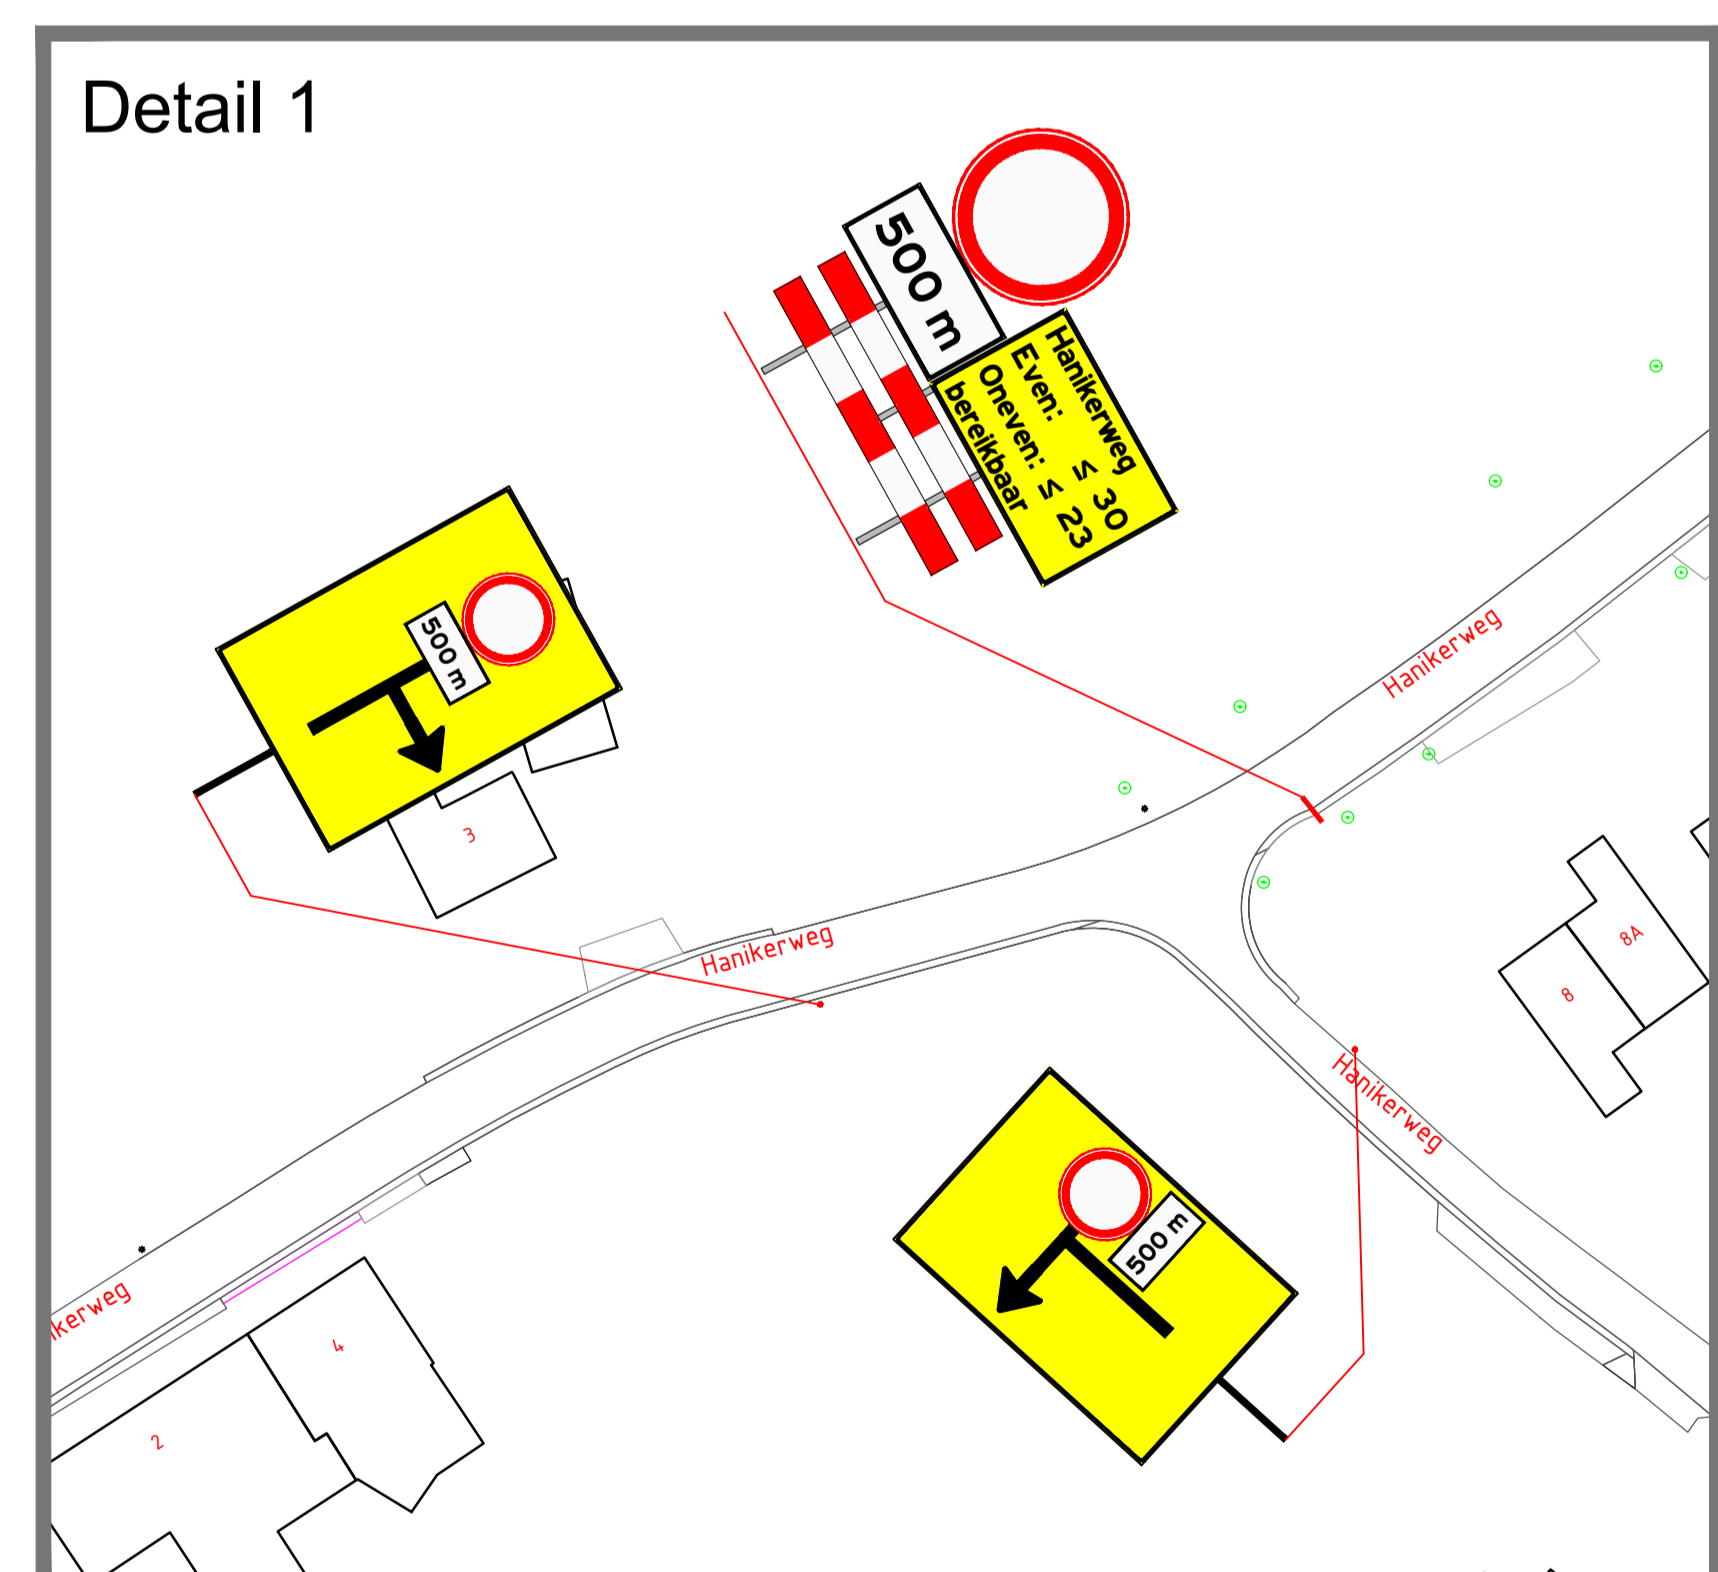 Detail 1
500 m
Hanikerweg
Even: ≤ 30
Oneven: ≤ 23
bereikbaar
500 m
3
Hanikerweg
Hanikerweg
8A
8
Hanikerweg
500 m
ikerweg
4
2